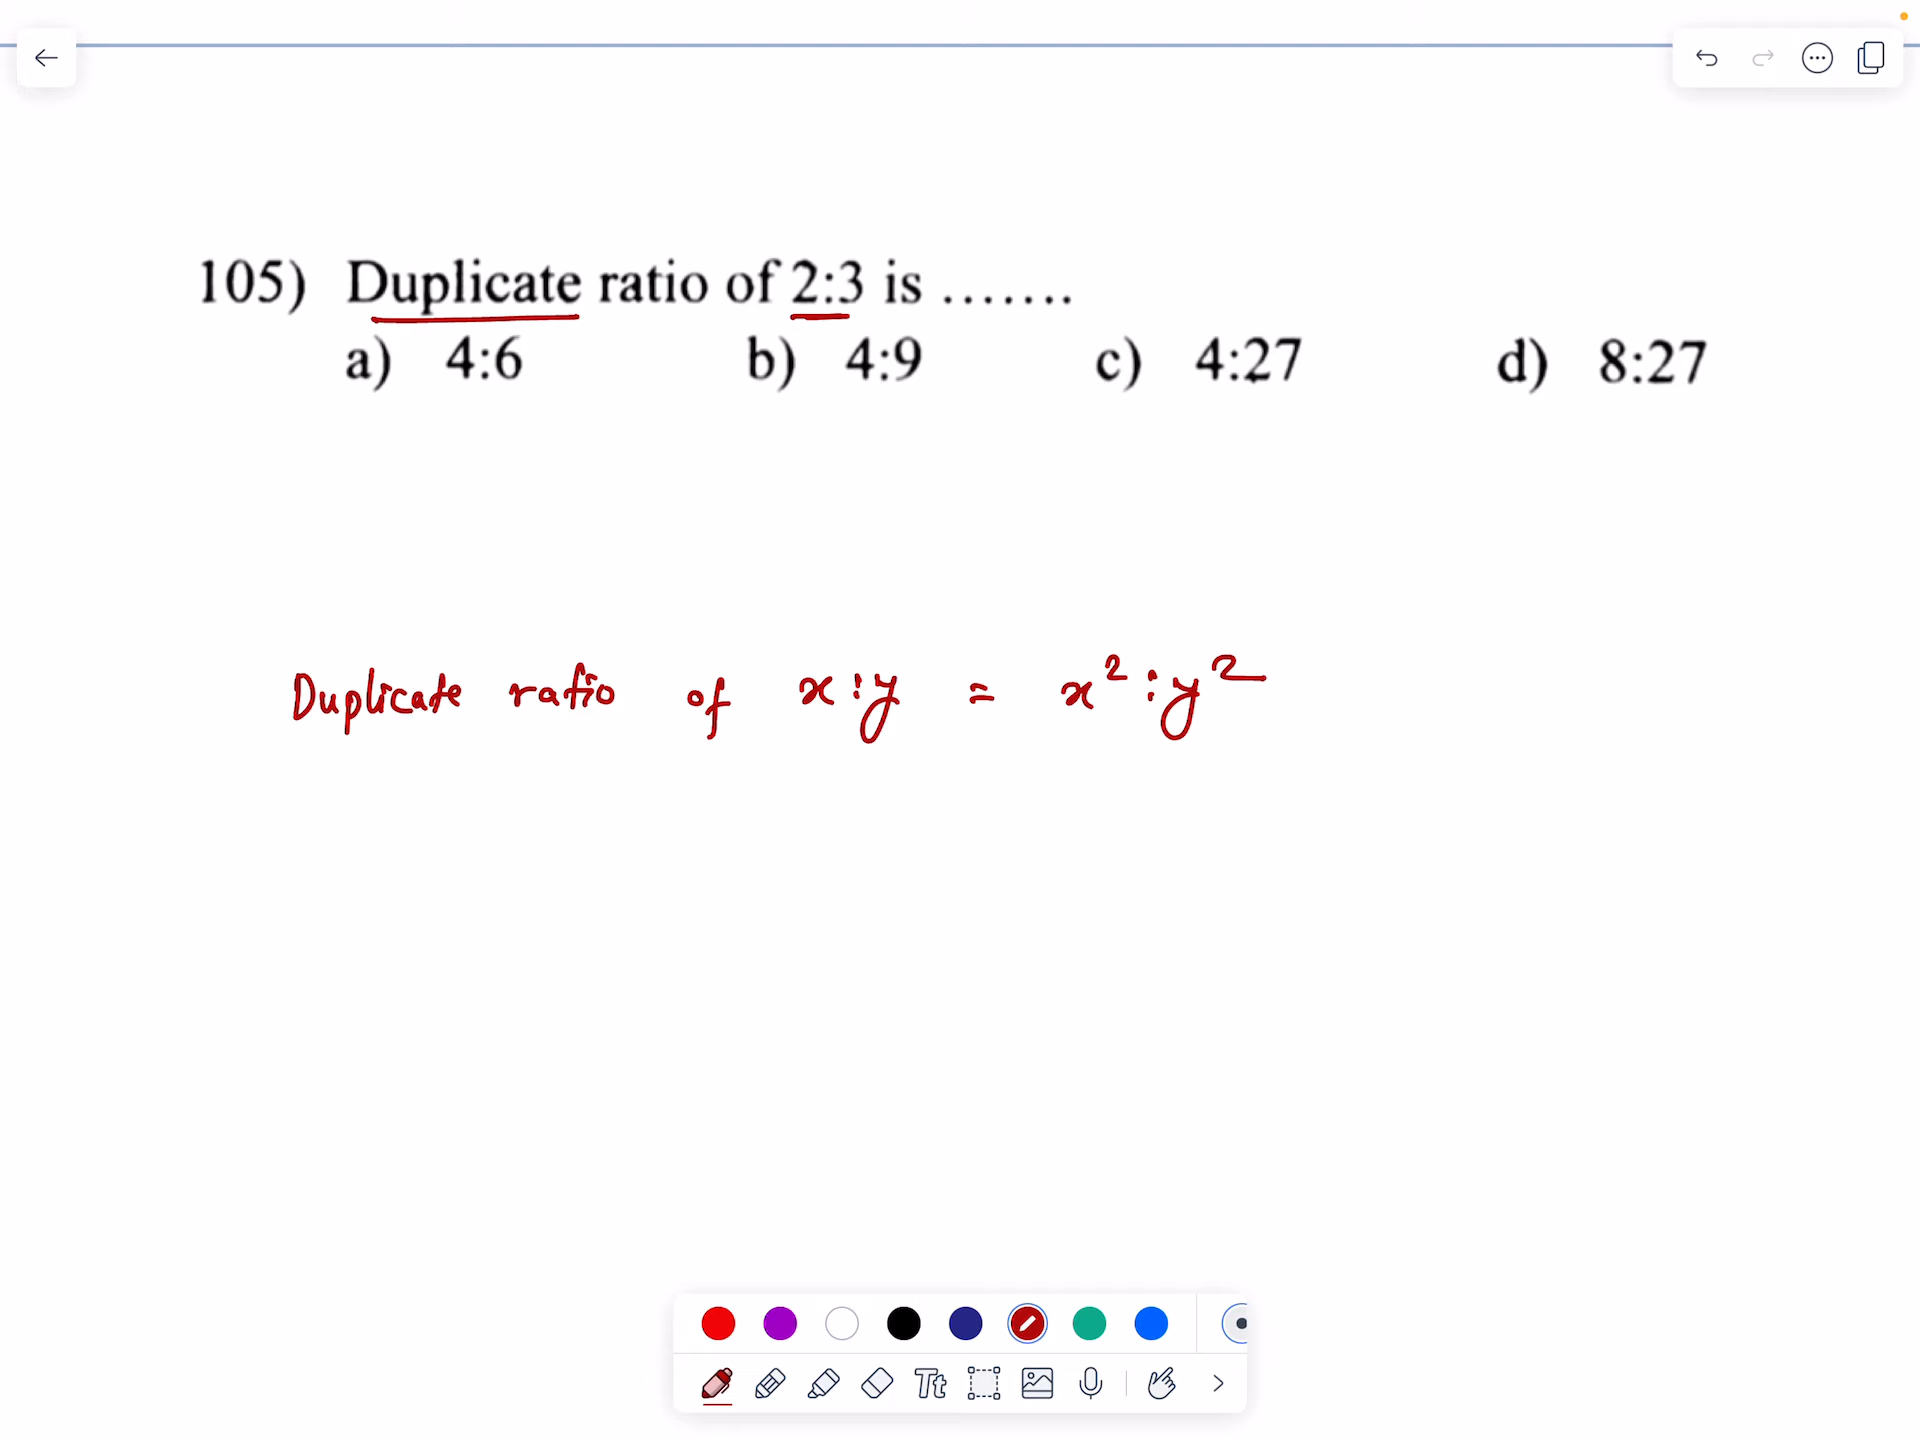 105) Duplicate ratio of 2:3 is .......
a) 4:6 b) 4:9 c) 4:27 d) 8:27
Duplicate ratio of x:y = x²:y²
Tt